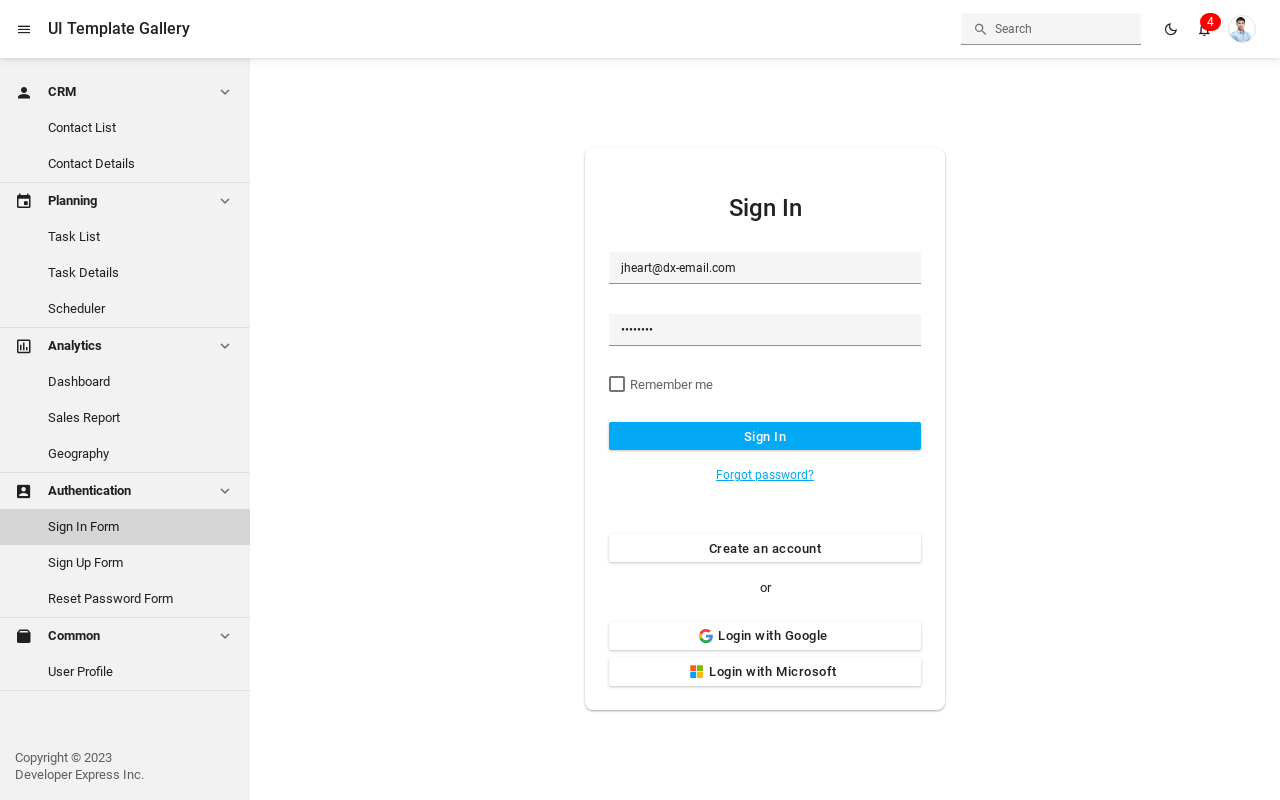 UI Template Gallery
Search
4
CRM
Contact List
Contact Details
Planning
Task List
Task Details
Scheduler
Analytics
Dashboard
Sales Report
Geography
Authentication
Sign In Form
Sign Up Form
Reset Password Form
Common
User Profile
Copyright © 2023
Developer Express Inc.
Sign In
jheart@dx-email.com
••••••••
Remember me
Sign In
Forgot password?
Create an account
or
Login with Google
Login with Microsoft